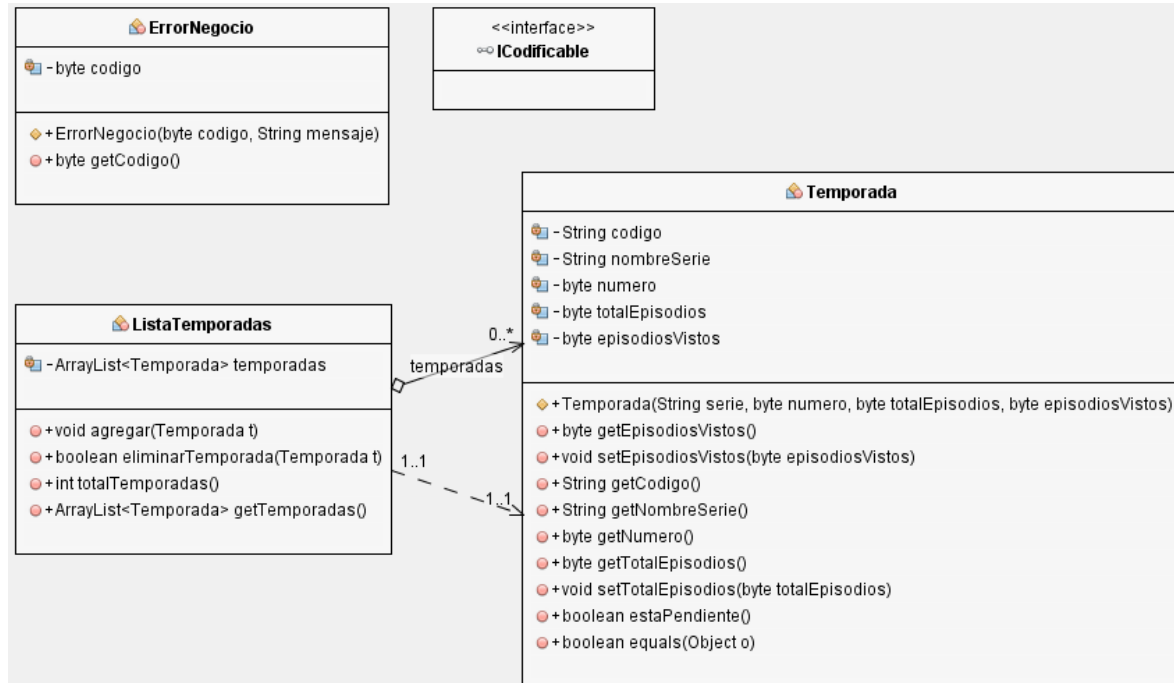 ErrorNegocio
-byte codigo
+ErrorNegocio(byte codigo, String mensaje)
+byte getCodigo()
<<interface>>
ICodificable
Temporada
-String codigo
-String nombreSerie
-byte numero
-byte totalEpisodios
-byte episodiosVistos
+Temporada(String serie, byte numero, byte totalEpisodios, byte episodiosVistos)
+byte getEpisodiosVistos()
+void setEpisodiosVistos(byte episodiosVistos)
+String getCodigo()
+String getNombreSerie()
+byte getNumero()
+byte getTotalEpisodios()
+void setTotalEpisodios(byte totalEpisodios)
+boolean estaPendiente()
+boolean equals(Object o)
ListaTemporadas
-ArrayList<Temporada> temporadas
+void agregar(Temporada t)
+boolean eliminarTemporada(Temporada t)
+int totalTemporadas()
+ArrayList<Temporada> getTemporadas()
0..*
temporadas
1..1
1..1